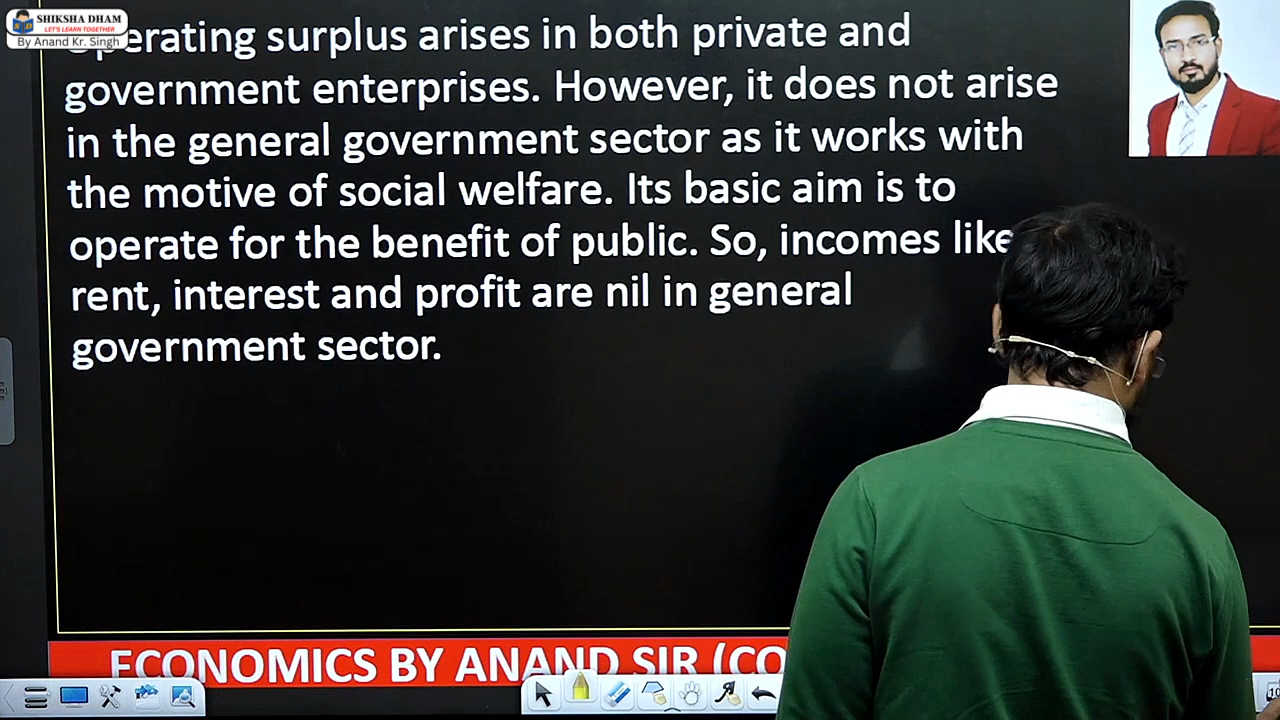 SHIKSHA DHAM
LET'S LEARN TOGETHER
By Anand Kr. Singh
Operating surplus arises in both private and
government enterprises. However, it does not arise
in the general government sector as it works with
the motive of social welfare. Its basic aim is to
operate for the benefit of public. So, incomes like
rent, interest and profit are nil in general
government sector.
ECONOMICS BY ANAND SIR (CO